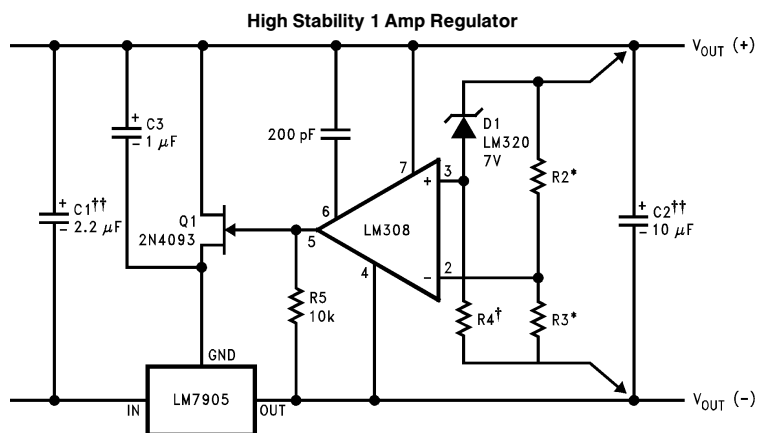 High Stability 1 Amp Regulator
V_OUT (+)
C3
1 μF
+
−
200 pF
7
D1
LM320
7V
3
+
R2*
+
−
C1††
2.2 μF
Q1
2N4093
6
5
LM308
+
−
C2††
10 μF
4
−
2
R5
10k
R4†
R3*
GND
LM7905
IN
OUT
V_OUT (−)